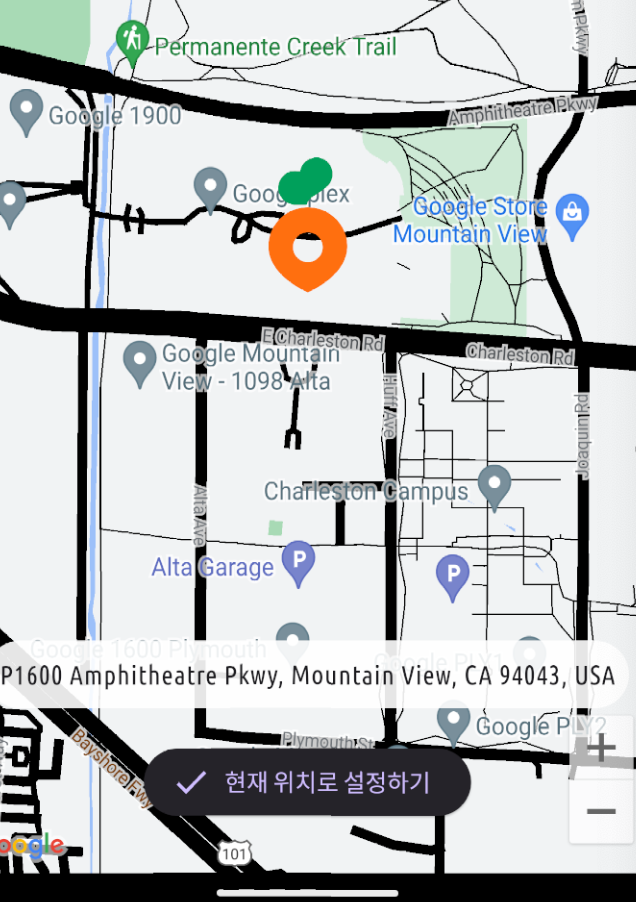 Pkwy
Permanente Creek Trail
Google 1900
Amphitheatre Pkwy
Google Store
Mountain View
E Charleston Rd
Charleston Rd
Google Mountain
View - 1098 Alta
Huff Ave
Joaquin Rd
Charleston Campus
Alta Ave
Alta Garage
P
P
Google 1600 Plymouth
Google PLY1
P1600 Amphitheatre Pkwy, Mountain View, CA 94043, USA
Google PLY2
Plymouth St
Bayshore Fwy
현재 위치로 설정하기
101